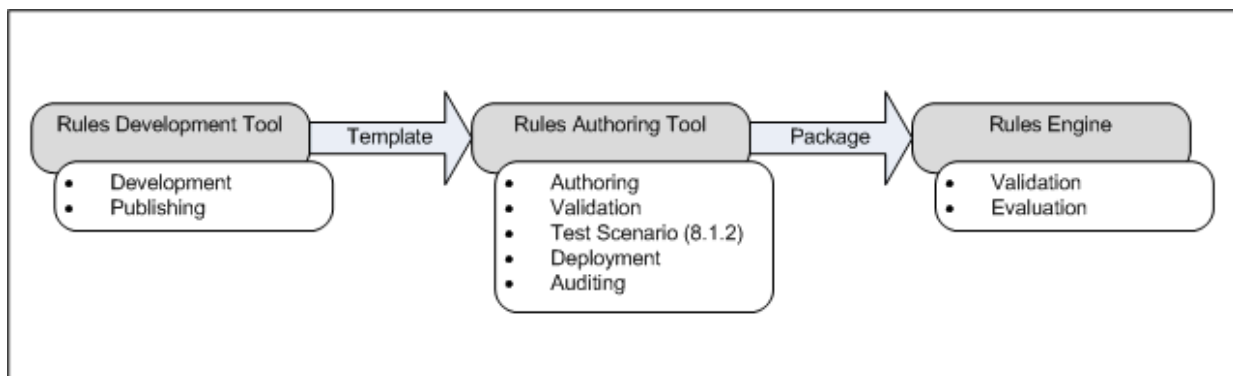 Rules Development Tool
• Development
• Publishing
Template
Rules Authoring Tool
• Authoring
• Validation
• Test Scenario (8.1.2)
• Deployment
• Auditing
Package
Rules Engine
• Validation
• Evaluation